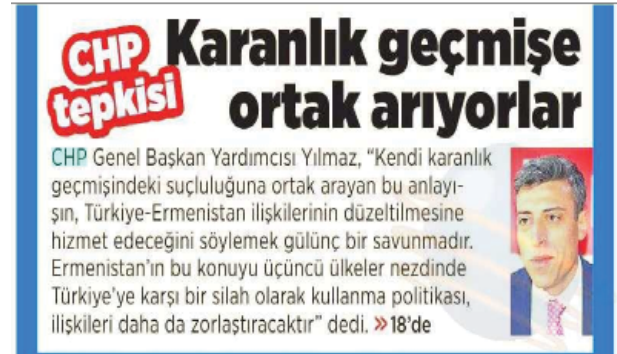 CHP
tepkisi
Karanlık geçmişe
ortak arıyorlar
CHP Genel Başkan Yardımcısı Yılmaz, “Kendi karanlık
geçmişindeki suçluluğuna ortak arayan bu anlayı-
şın, Türkiye-Ermenistan ilişkilerinin düzeltilmesine
hizmet edeceğini söylemek gülünç bir savunmadır.
Ermenistan’ın bu konuyu üçüncü ülkeler nezdinde
Türkiye’ye karşı bir silah olarak kullanma politikası,
ilişkileri daha da zorlaştıracaktır” dedi. » 18’de